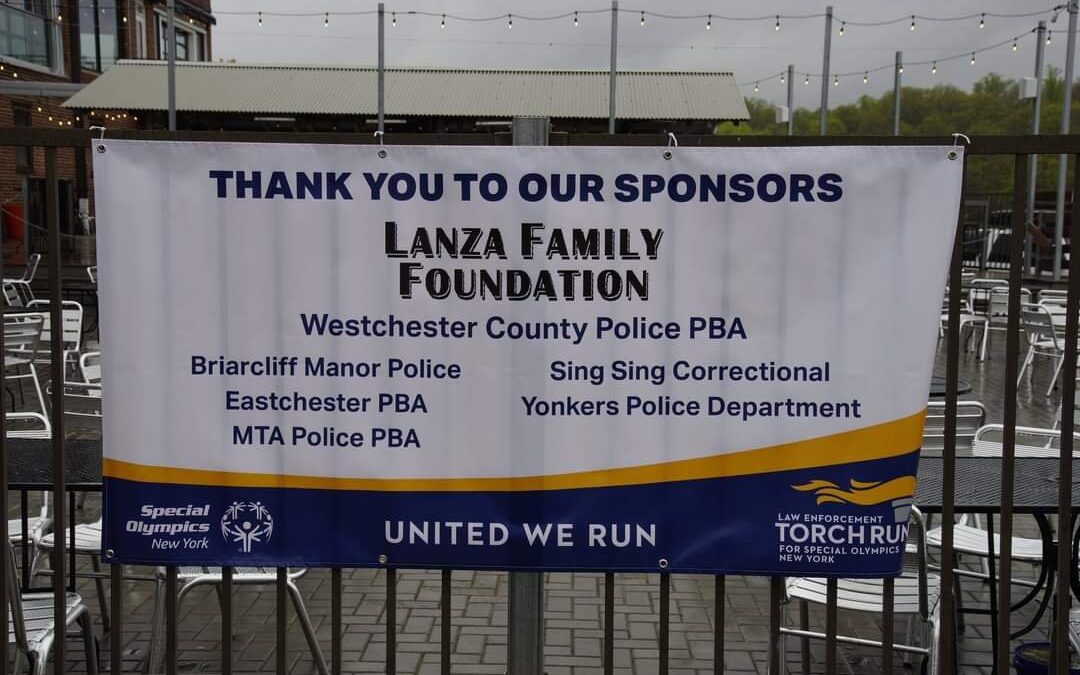 THANK YOU TO OUR SPONSORS
LANZA FAMILY
FOUNDATION
Westchester County Police PBA
Briarcliff Manor Police
Eastchester PBA
MTA Police PBA
Sing Sing Correctional
Yonkers Police Department
Special
Olympics
New York
UNITED WE RUN
LAW ENFORCEMENT
TORCH RUN
FOR SPECIAL OLYMPICS
NEW YORK